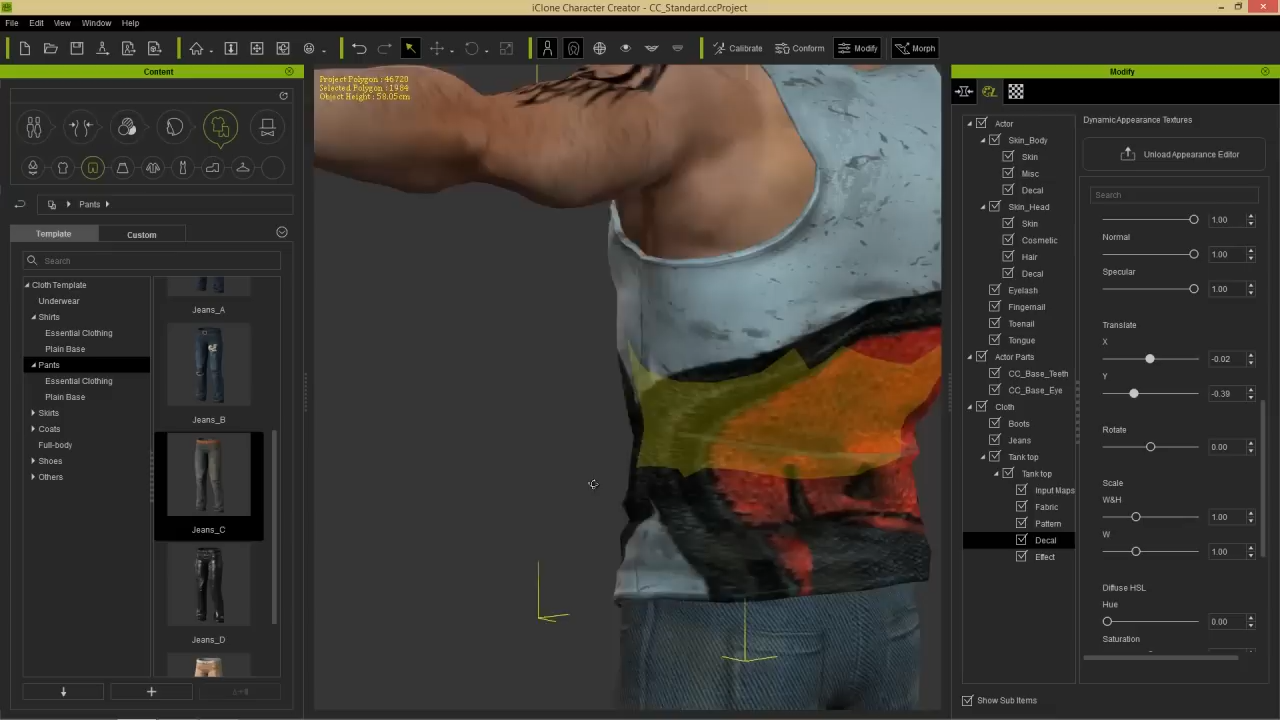 iClone Character Creator - CC_Standard.ccProject
File Edit View Window Help
Calibrate Conform Modify Morph
Content
Modify
Project Polygon : 46720
Selected Polygon : 1984
Object Height : 58.05cm
Pants
Template Custom
Search
Cloth Template
Underwear
Shirts
Essential Clothing
Plain Base
Pants
Essential Clothing
Plain Base
Skirts
Coats
Full-body
Shoes
Others
Jeans_A
Jeans_B
Jeans_C
Jeans_D
Actor
Skin_Body
Skin
Misc
Decal
Skin_Head
Skin
Cosmetic
Hair
Decal
Eyelash
Fingernail
Toenail
Tongue
Actor Parts
CC_Base_Teeth
CC_Base_Eye
Cloth
Boots
Jeans
Tank top
Tank top
Input Maps
Fabric
Pattern
Decal
Effect
Show Sub Items
Dynamic Appearance Textures
Unload Appearance Editor
Search
1.00
Normal
1.00
Specular
1.00
Translate
X
-0.02
Y
-0.39
Rotate
0.00
Scale
W&H
1.00
W
1.00
Diffuse HSL
Hue
0.00
Saturation